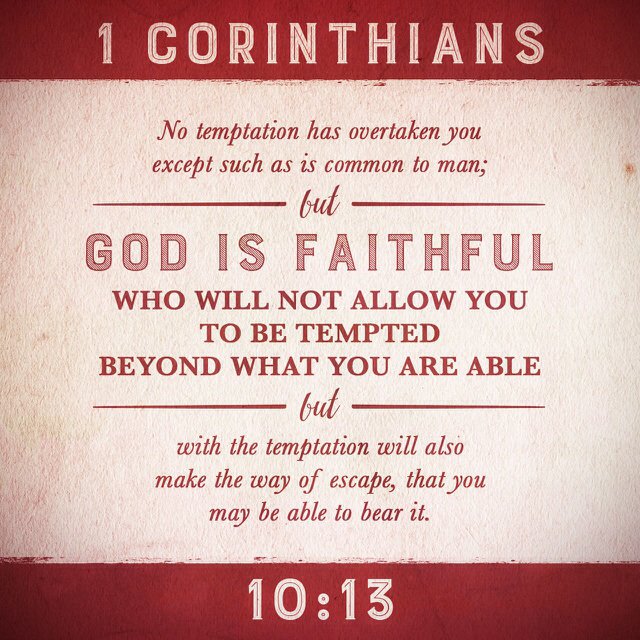 1 CORINTHIANS
No temptation has overtaken you
except such as is common to man;
but
GOD IS FAITHFUL
WHO WILL NOT ALLOW YOU
TO BE TEMPTED
BEYOND WHAT YOU ARE ABLE
but
with the temptation will also
make the way of escape, that you
may be able to bear it.
10:13